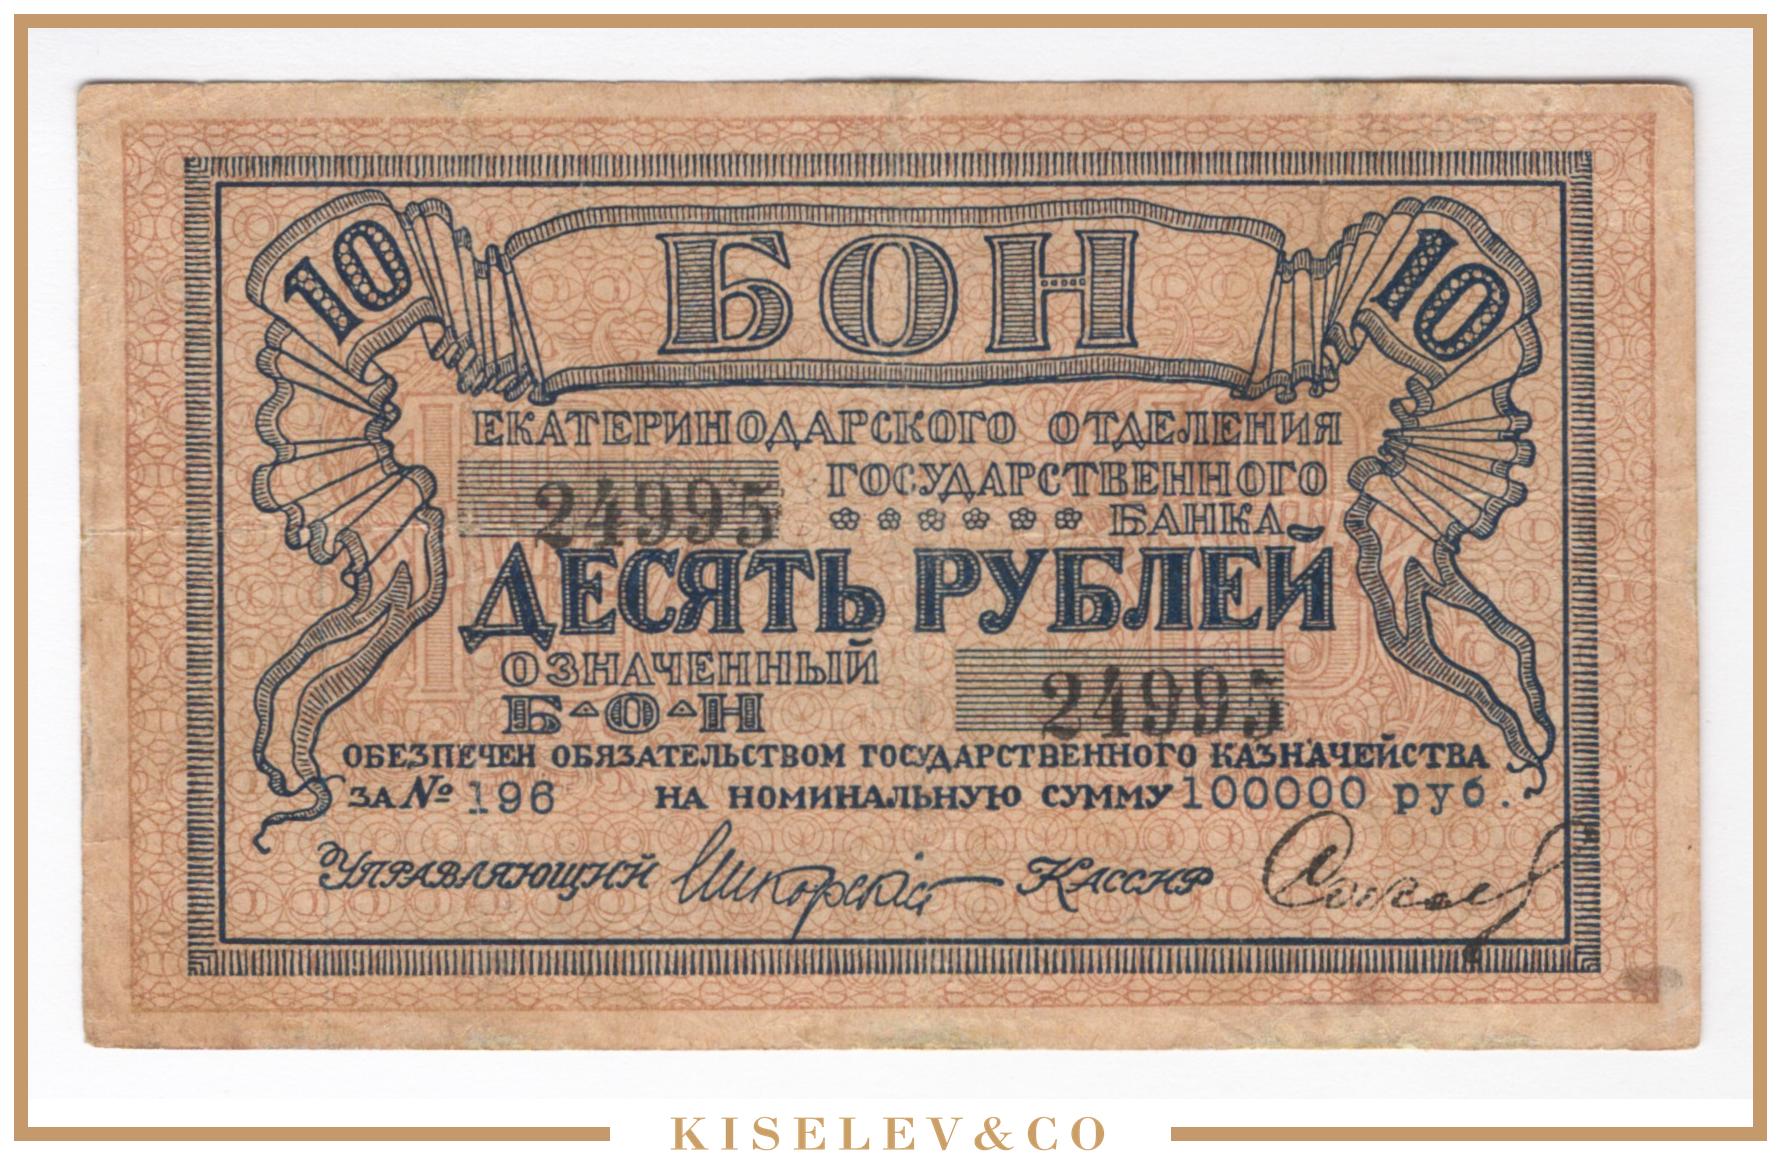 10 БОН 10
ЕКАТЕРИНОДАРСКОГО ОТДЕЛЕНИЯ
24995 ГОСУДАРСТВЕННОГО
БАНКА
ДЕСЯТЬ РУБЛЕЙ
ОЗНАЧЕННЫЙ
Б-О-Н 24995
ОБЕЗПЕЧЕН ОБЯЗАТЕЛЬСТВОМ ГОСУДАРСТВЕННОГО КАЗНАЧЕЙСТВА
ЗА № 196 НА НОМИНАЛЬНУЮ СУММУ 100000 руб.
УПРАВЛЯЮЩИЙ Шикорский КАССИР
KISELEV&CO